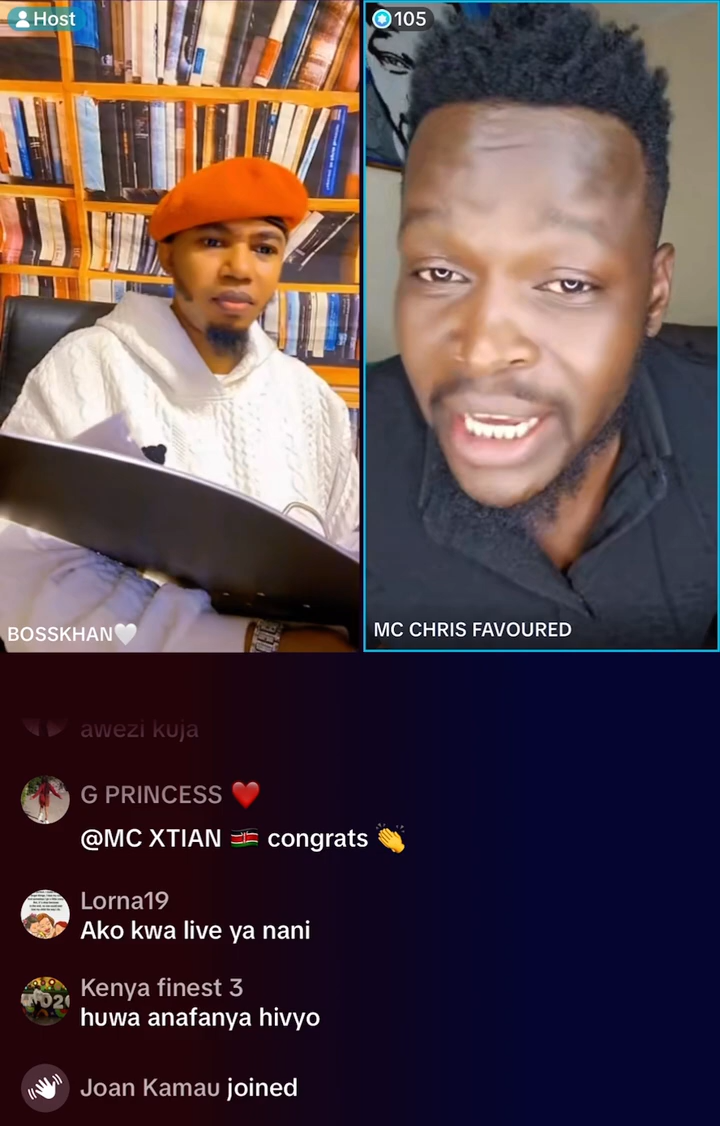 Host
105
BOSSKHAN🤍
MC CHRIS FAVOURED
awezi kuja
G PRINCESS ❤️
@MC XTIAN 🇰🇪 congrats 👏
Lorna19
Ako kwa live ya nani
Kenya finest 3
huwa anafanya hivyo
Joan Kamau joined